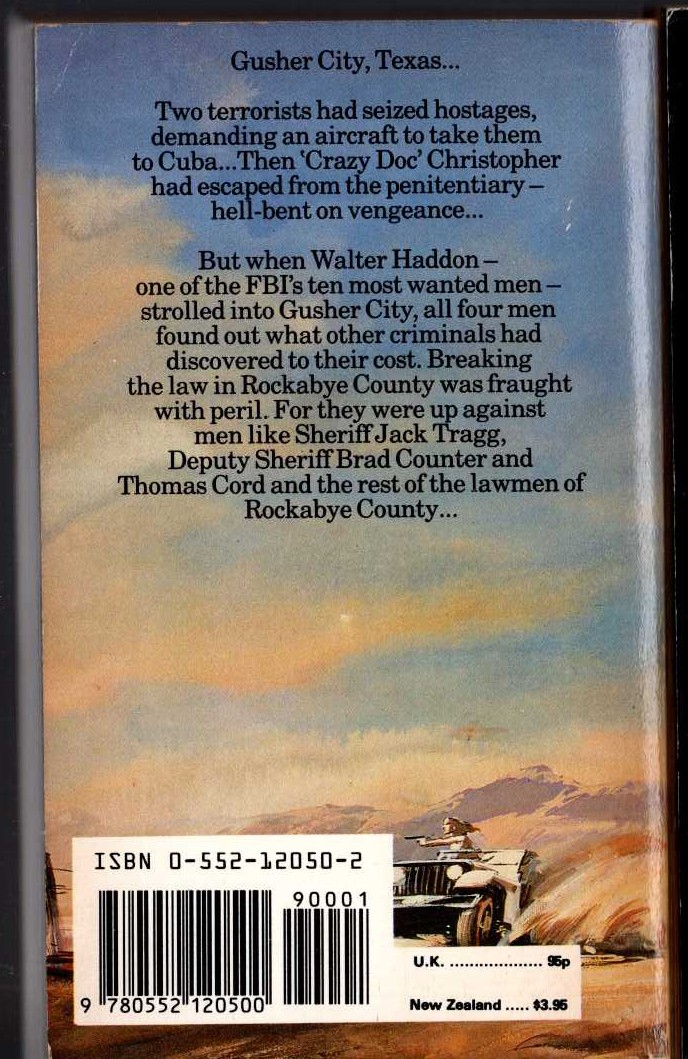 Gusher City, Texas...
Two terrorists had seized hostages,
demanding an aircraft to take them
to Cuba...Then ‘Crazy Doc’ Christopher
had escaped from the penitentiary –
hell-bent on vengeance...
But when Walter Haddon –
one of the FBI’s ten most wanted men –
strolled into Gusher City, all four men
found out what other criminals had
discovered to their cost. Breaking
the law in Rockabye County was fraught
with peril. For they were up against
men like Sheriff Jack Tragg,
Deputy Sheriff Brad Counter and
Thomas Cord and the rest of the lawmen of
Rockabye County...
ISBN 0-552-12050-2
90001
9 780552 120500
U.K. ................... 95p
New Zealand ..... $3.95